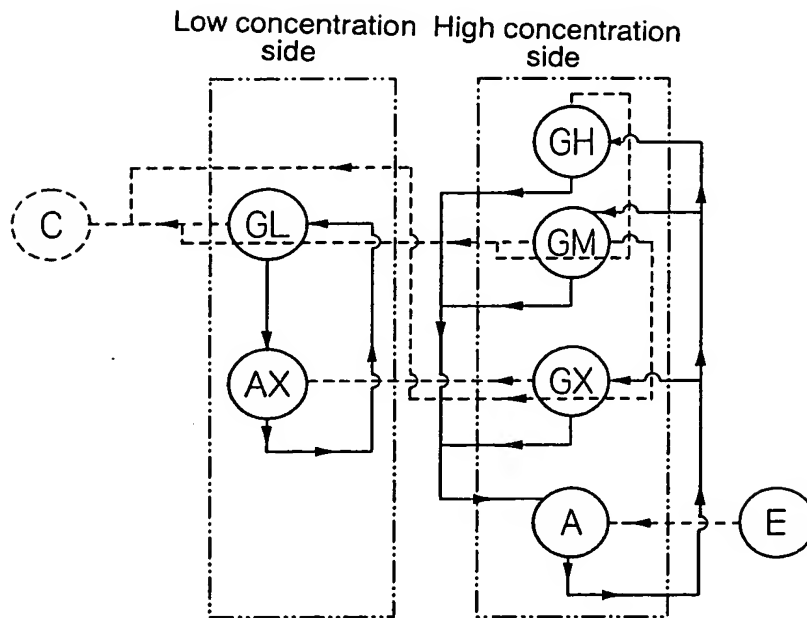 Low concentration side
High concentration side
GH
C
GL
GM
AX
GX
A
E